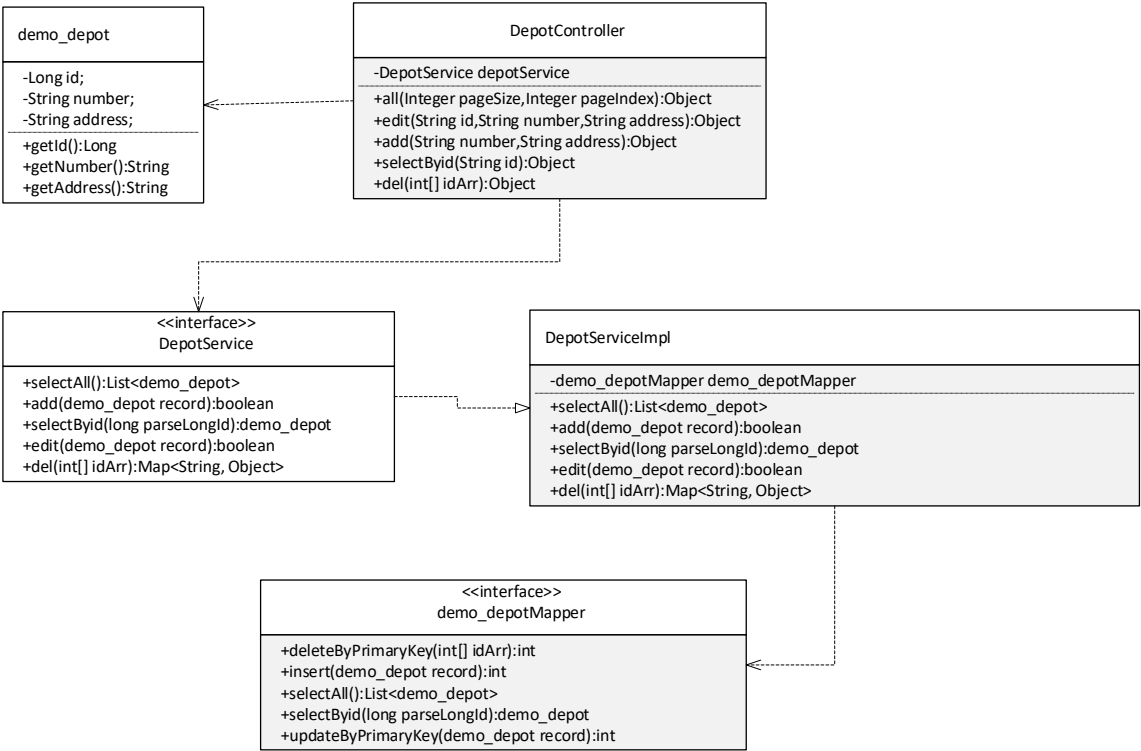 demo_depot
-Long id;
-String number;
-String address;
+getId():Long
+getNumber():String
+getAddress():String
DepotController
-DepotService depotService
+all(Integer pageSize,Integer pageIndex):Object
+edit(String id,String number,String address):Object
+add(String number,String address):Object
+selectByid(String id):Object
+del(int[] idArr):Object
<<interface>>
DepotService
+selectAll():List<demo_depot>
+add(demo_depot record):boolean
+selectByid(long parseLongId):demo_depot
+edit(demo_depot record):boolean
+del(int[] idArr):Map<String, Object>
DepotServiceImpl
-demo_depotMapper demo_depotMapper
+selectAll():List<demo_depot>
+add(demo_depot record):boolean
+selectByid(long parseLongId):demo_depot
+edit(demo_depot record):boolean
+del(int[] idArr):Map<String, Object>
<<interface>>
demo_depotMapper
+deleteByPrimaryKey(int[] idArr):int
+insert(demo_depot record):int
+selectAll():List<demo_depot>
+selectByid(long parseLongId):demo_depot
+updateByPrimaryKey(demo_depot record):int